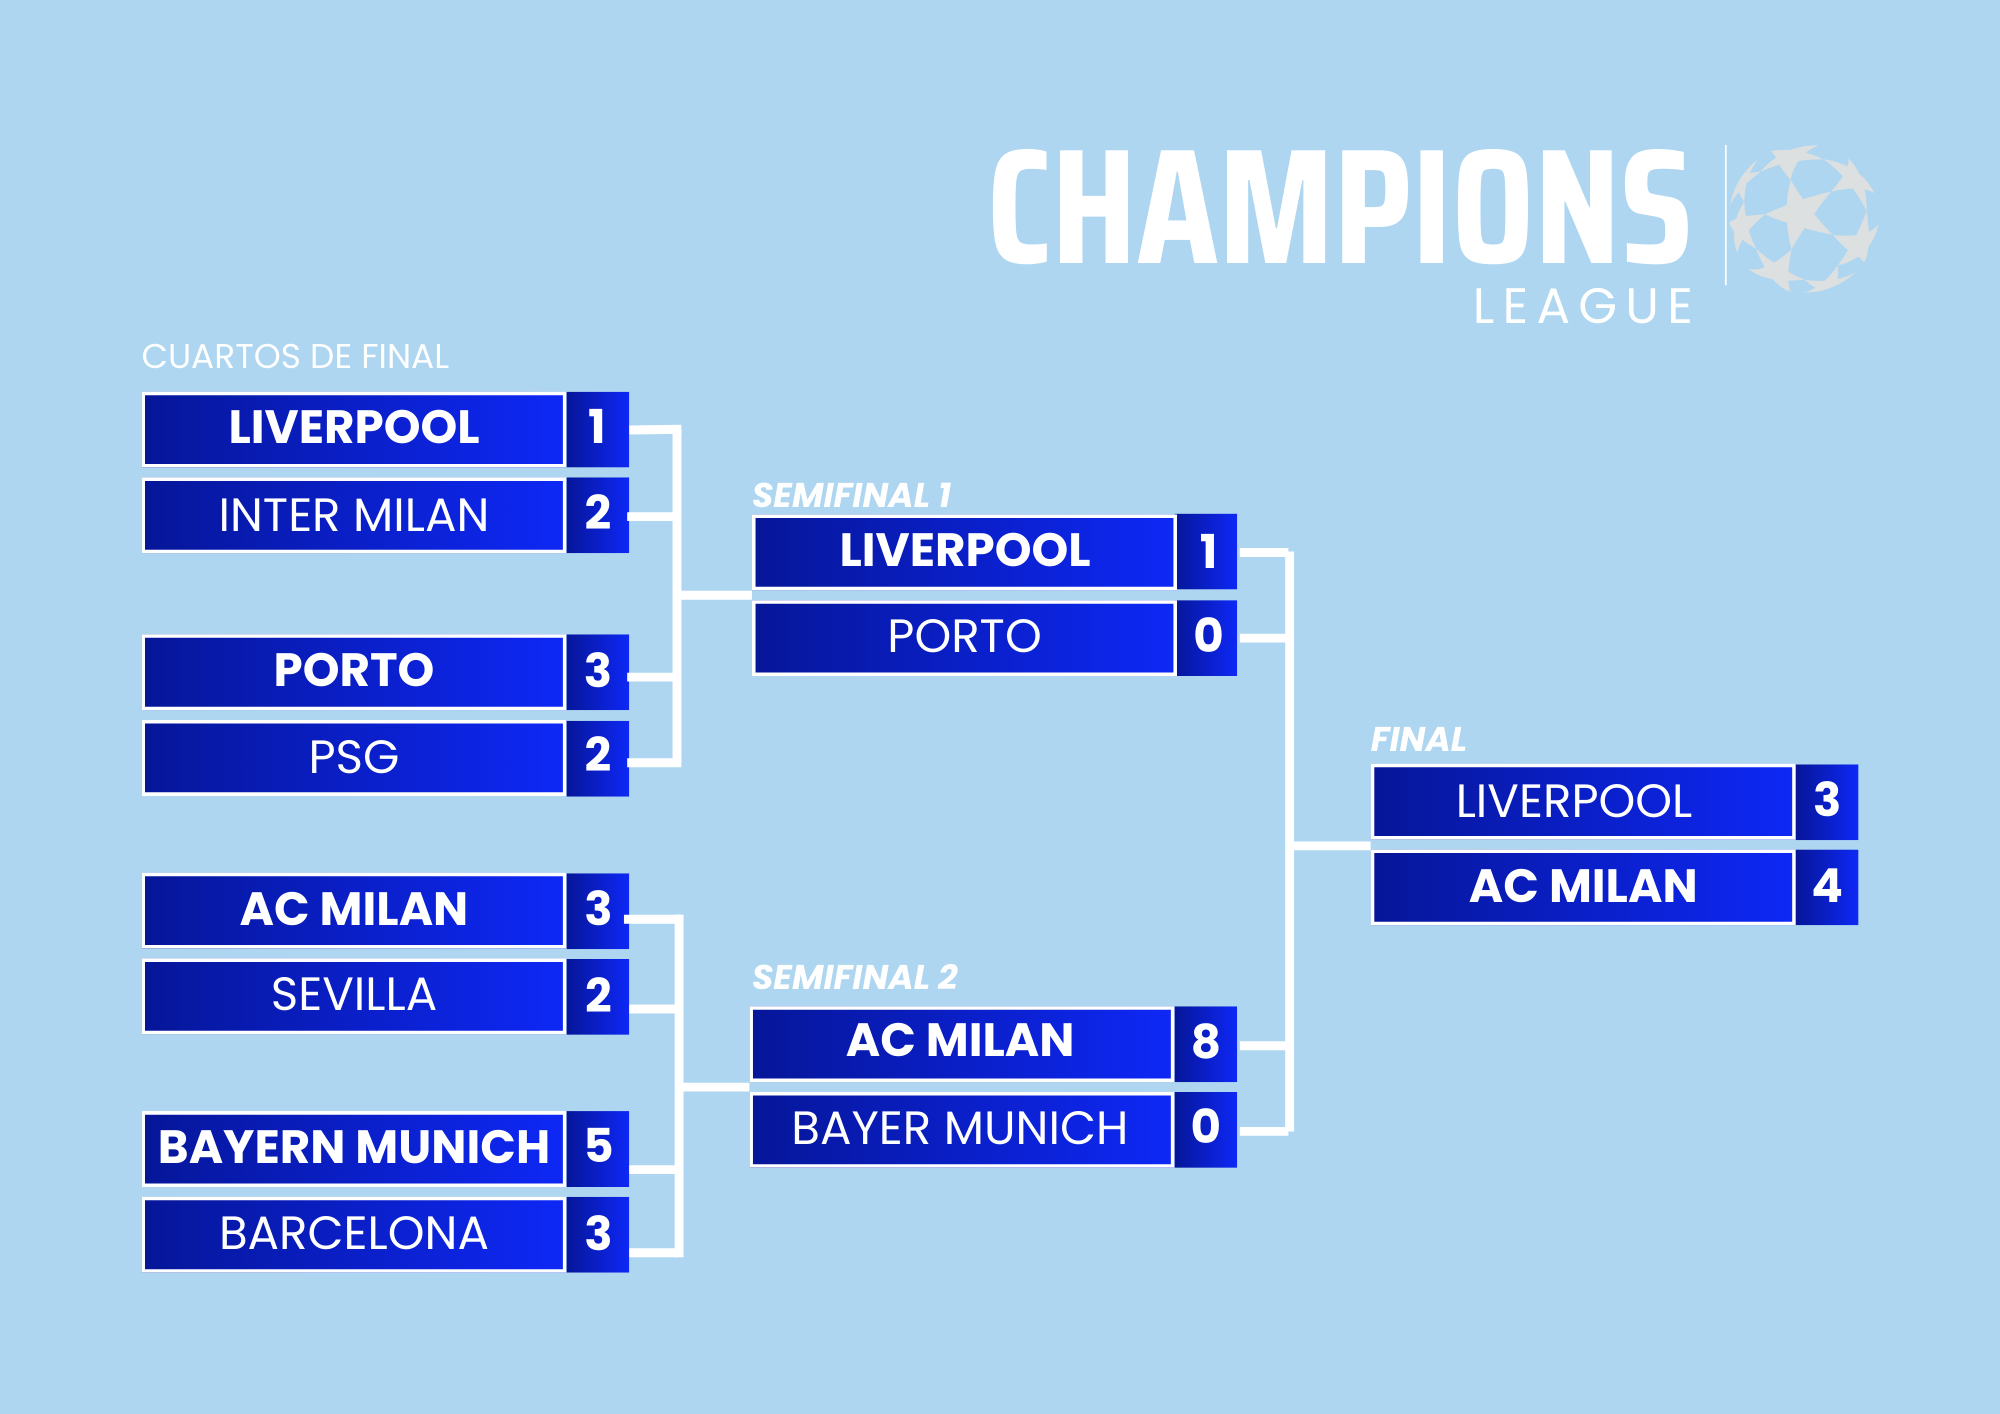 CHAMPIONS
LEAGUE
CUARTOS DE FINAL
LIVERPOOL 1
INTER MILAN 2
PORTO 3
PSG 2
AC MILAN 3
SEVILLA 2
BAYERN MUNICH 5
BARCELONA 3
SEMIFINAL 1
LIVERPOOL 1
PORTO 0
SEMIFINAL 2
AC MILAN 8
BAYER MUNICH 0
FINAL
LIVERPOOL 3
AC MILAN 4